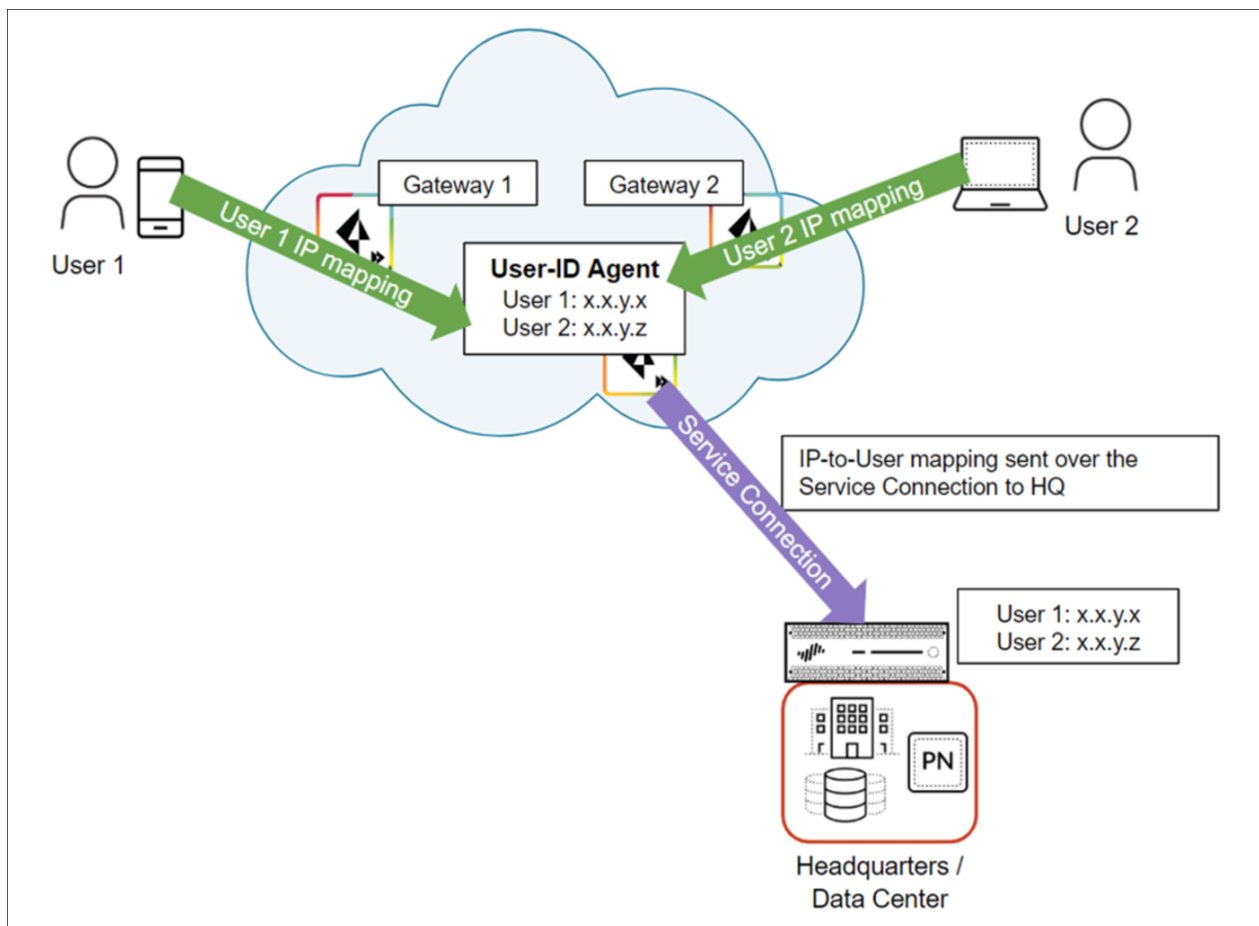 Gateway 1
Gateway 2
User 1
User 1 IP mapping
User 2 IP mapping
User 2
User-ID Agent
User 1: x.x.y.x
User 2: x.x.y.z
Service Connection
IP-to-User mapping sent over the
Service Connection to HQ
User 1: x.x.y.x
User 2: x.x.y.z
PN
Headquarters /
Data Center